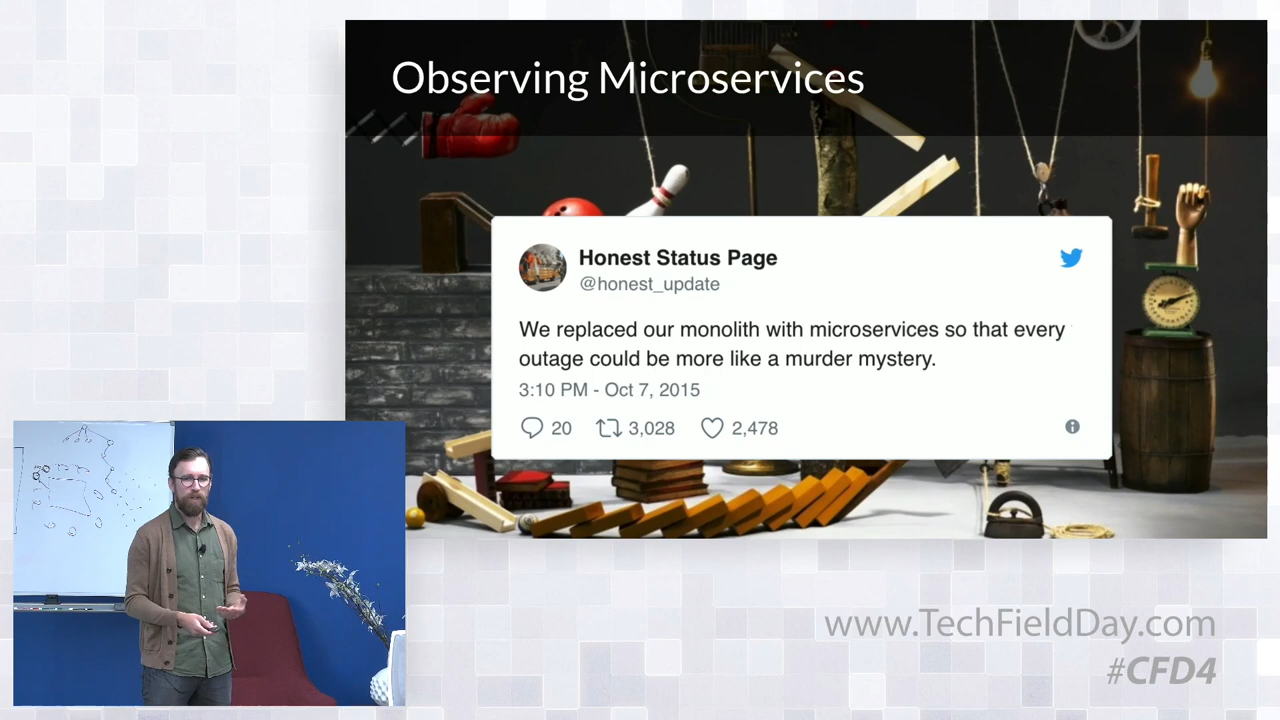 Observing Microservices
Honest Status Page
@honest_update
We replaced our monolith with microservices so that every
outage could be more like a murder mystery.
3:10 PM - Oct 7, 2015
20 3,028 2,478
www.TechFieldDay.com
#CFD4